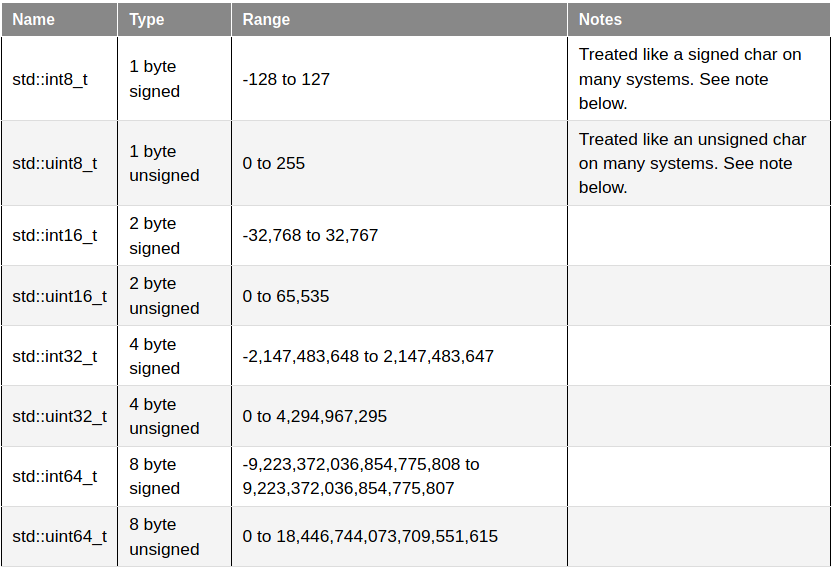 Name Type Range Notes
std::int8_t 1 byte signed -128 to 127 Treated like a signed char on many systems. See note below.
std::uint8_t 1 byte unsigned 0 to 255 Treated like an unsigned char on many systems. See note below.
std::int16_t 2 byte signed -32,768 to 32,767
std::uint16_t 2 byte unsigned 0 to 65,535
std::int32_t 4 byte signed -2,147,483,648 to 2,147,483,647
std::uint32_t 4 byte unsigned 0 to 4,294,967,295
std::int64_t 8 byte signed -9,223,372,036,854,775,808 to 9,223,372,036,854,775,807
std::uint64_t 8 byte unsigned 0 to 18,446,744,073,709,551,615